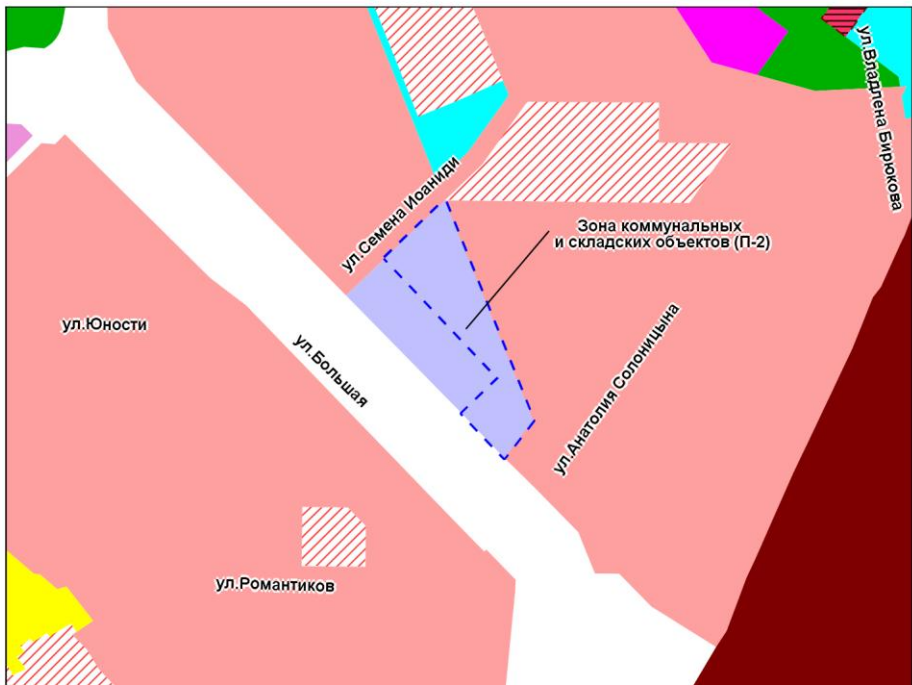 ул.Владлена Бирюкова
ул.Семена Иоаниди
Зона коммунальных
и складских объектов (П-2)
ул.Юности
ул.Большая
ул.Анатолия Солоницына
ул.Романтиков